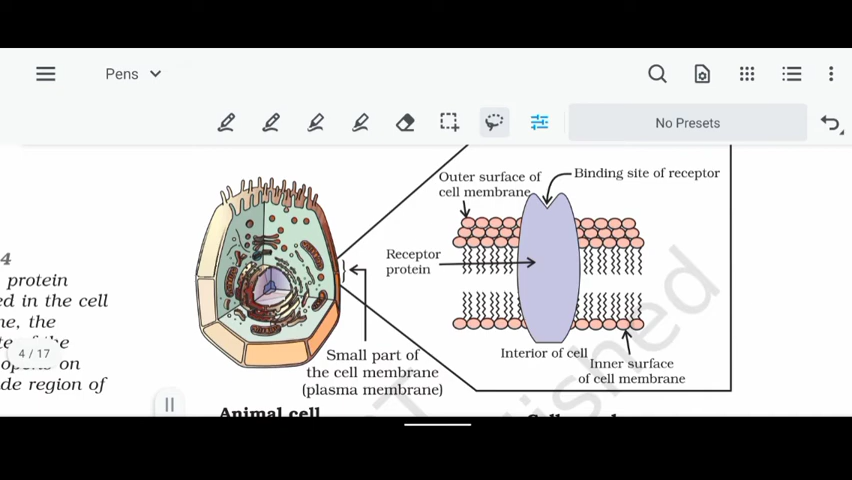 Pens
No Presets
Outer surface of
cell membrane
Binding site of receptor
4
protein
ed in the cell
ne, the
4 / 17
on
de region of
Receptor
protein
Small part of
the cell membrane
(plasma membrane)
Interior of cell
Inner surface
of cell membrane
Animal cell